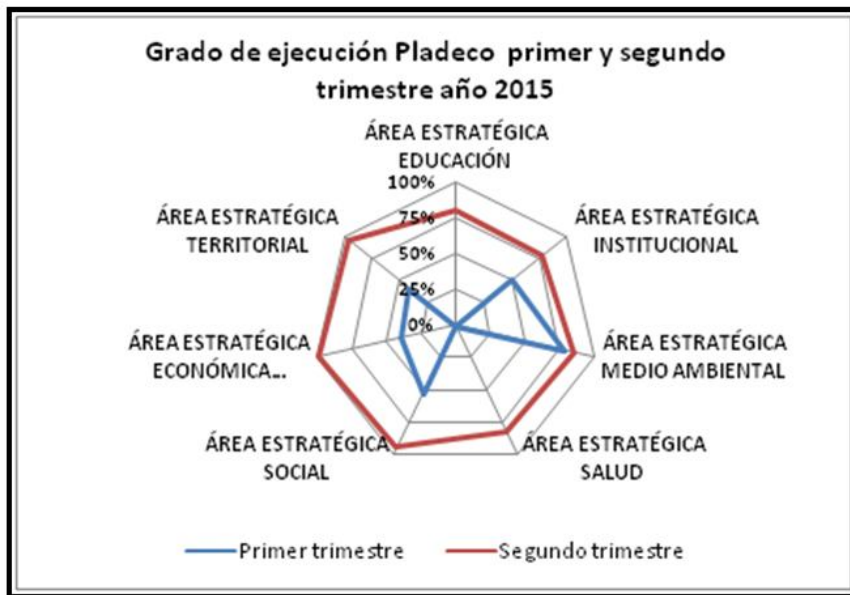 Grado de ejecución Pladeco primer y segundo
trimestre año 2015
ÁREA ESTRATÉGICA
EDUCACIÓN
100%
75%
50%
25%
0%
ÁREA ESTRATÉGICA
INSTITUCIONAL
ÁREA ESTRATÉGICA
MEDIO AMBIENTAL
ÁREA ESTRATÉGICA
SALUD
ÁREA ESTRATÉGICA
SOCIAL
ÁREA ESTRATÉGICA
ECONÓMICA...
ÁREA ESTRATÉGICA
TERRITORIAL
Primer trimestre
Segundo trimestre